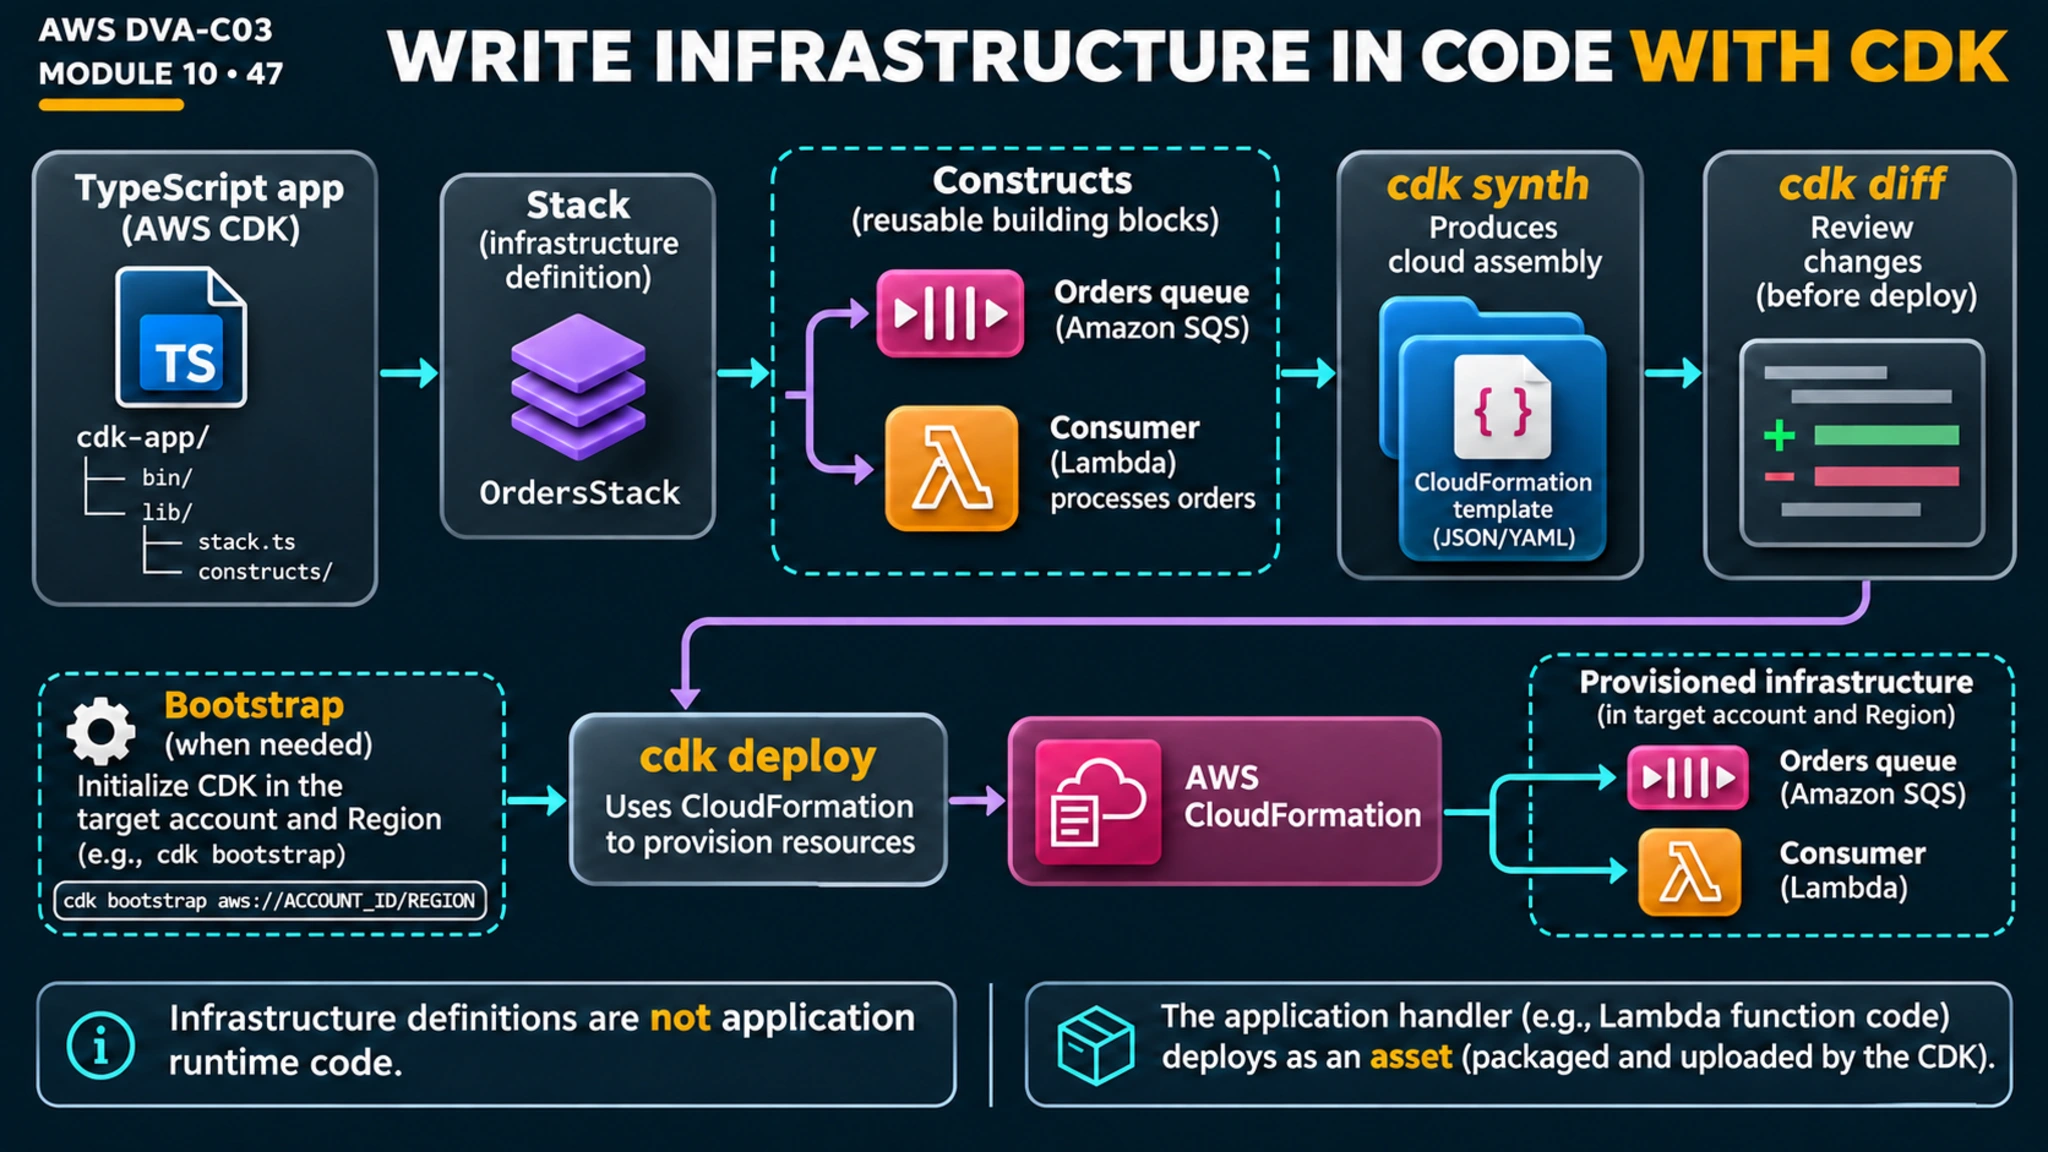 AWS DVA-C03
MODULE 10 • 47
WRITE INFRASTRUCTURE IN CODE WITH CDK
TypeScript app
(AWS CDK)
TS
cdk-app/
bin/
lib/
stack.ts
constructs/
Stack
(infrastructure
definition)
OrdersStack
Constructs
(reusable building blocks)
Orders queue
(Amazon SQS)
Consumer
(Lambda)
processes orders
cdk synth
Produces
cloud assembly
{ }
CloudFormation
template
(JSON/YAML)
cdk diff
Review
changes
(before deploy)
+
-
Bootstrap
(when needed)
Initialize CDK in the
target account and Region
(e.g., cdk bootstrap)
cdk bootstrap aws://ACCOUNT_ID/REGION
cdk deploy
Uses CloudFormation
to provision resources
AWS
CloudFormation
Provisioned infrastructure
(in target account and Region)
Orders queue
(Amazon SQS)
Consumer
(Lambda)
Infrastructure definitions are not application
runtime code.
The application handler (e.g., Lambda function code)
deploys as an asset (packaged and uploaded by the CDK).